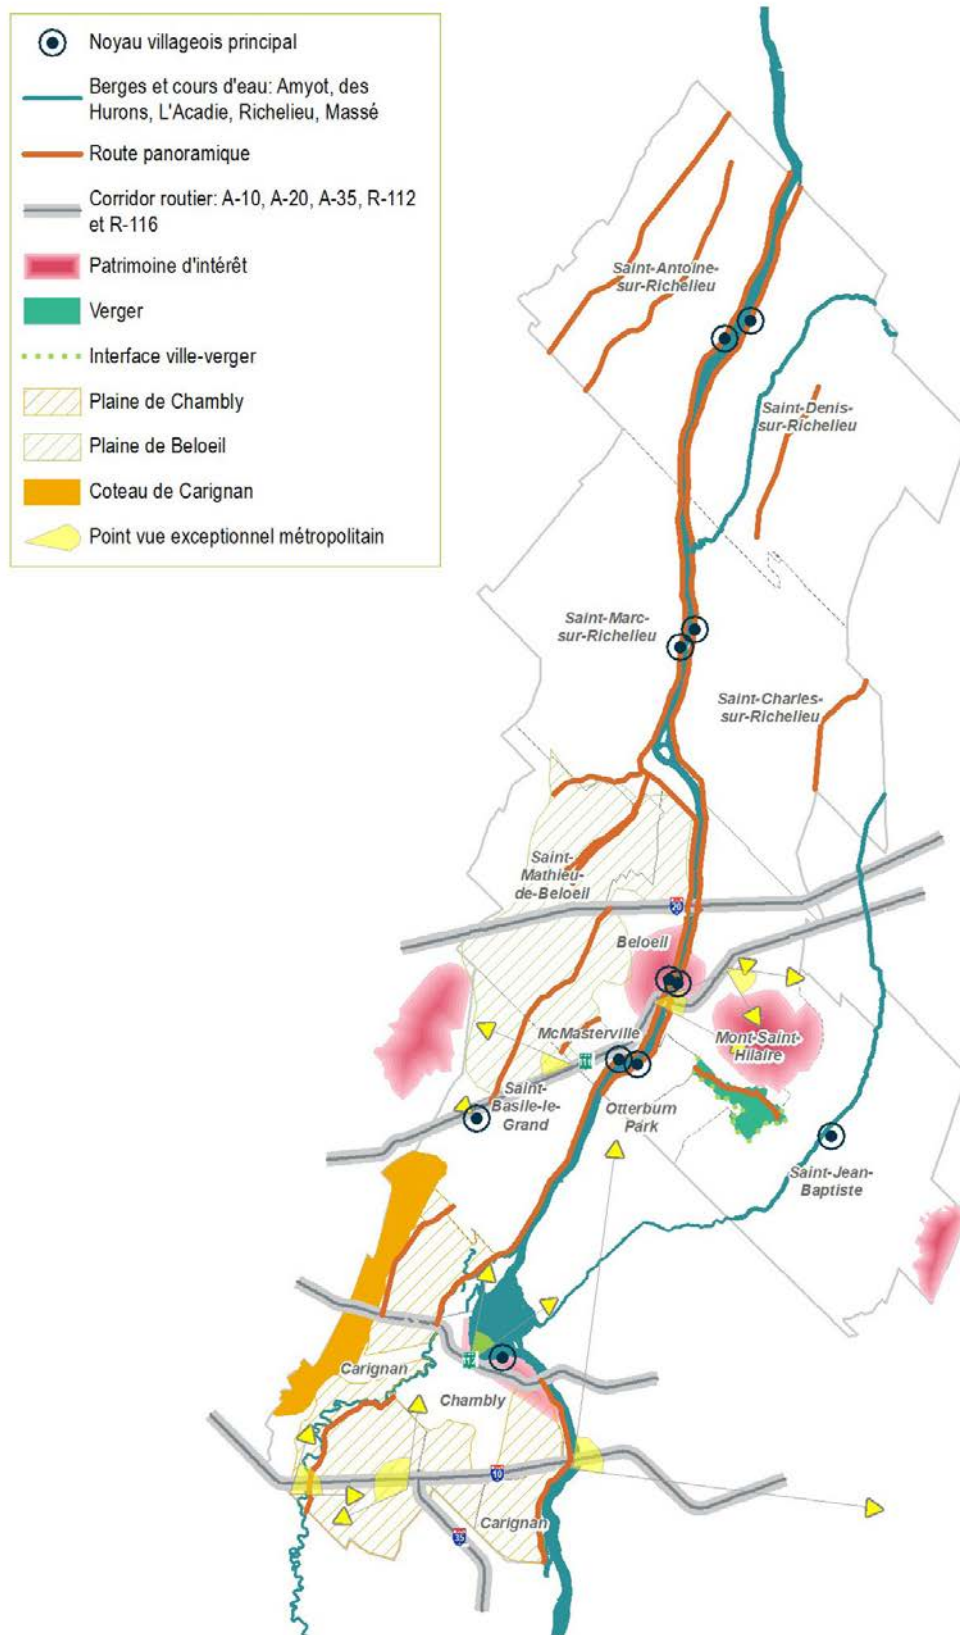 Noyau villageois principal
Berges et cours d'eau: Amyot, des
Hurons, L'Acadie, Richelieu, Massé
Route panoramique
Corridor routier: A-10, A-20, A-35, R-112
et R-116
Patrimoine d'intérêt
Verger
Interface ville-verger
Plaine de Chambly
Plaine de Beloeil
Coteau de Carignan
Point vue exceptionnel métropolitain
Saint-Antoine-
sur-Richelieu
Saint-Denis-
sur-Richelieu
Saint-Marc-
sur-Richelieu
Saint-Charles-
sur-Richelieu
Saint-
Mathieu-
de-Beloeil
20
Beloeil
McMasterville
Mont-Saint-
Hilaire
Saint-
Basile-le-
Grand
Otterburn
Park
Saint-Jean-
Baptiste
Carignan
Chambly
10
Carignan
35